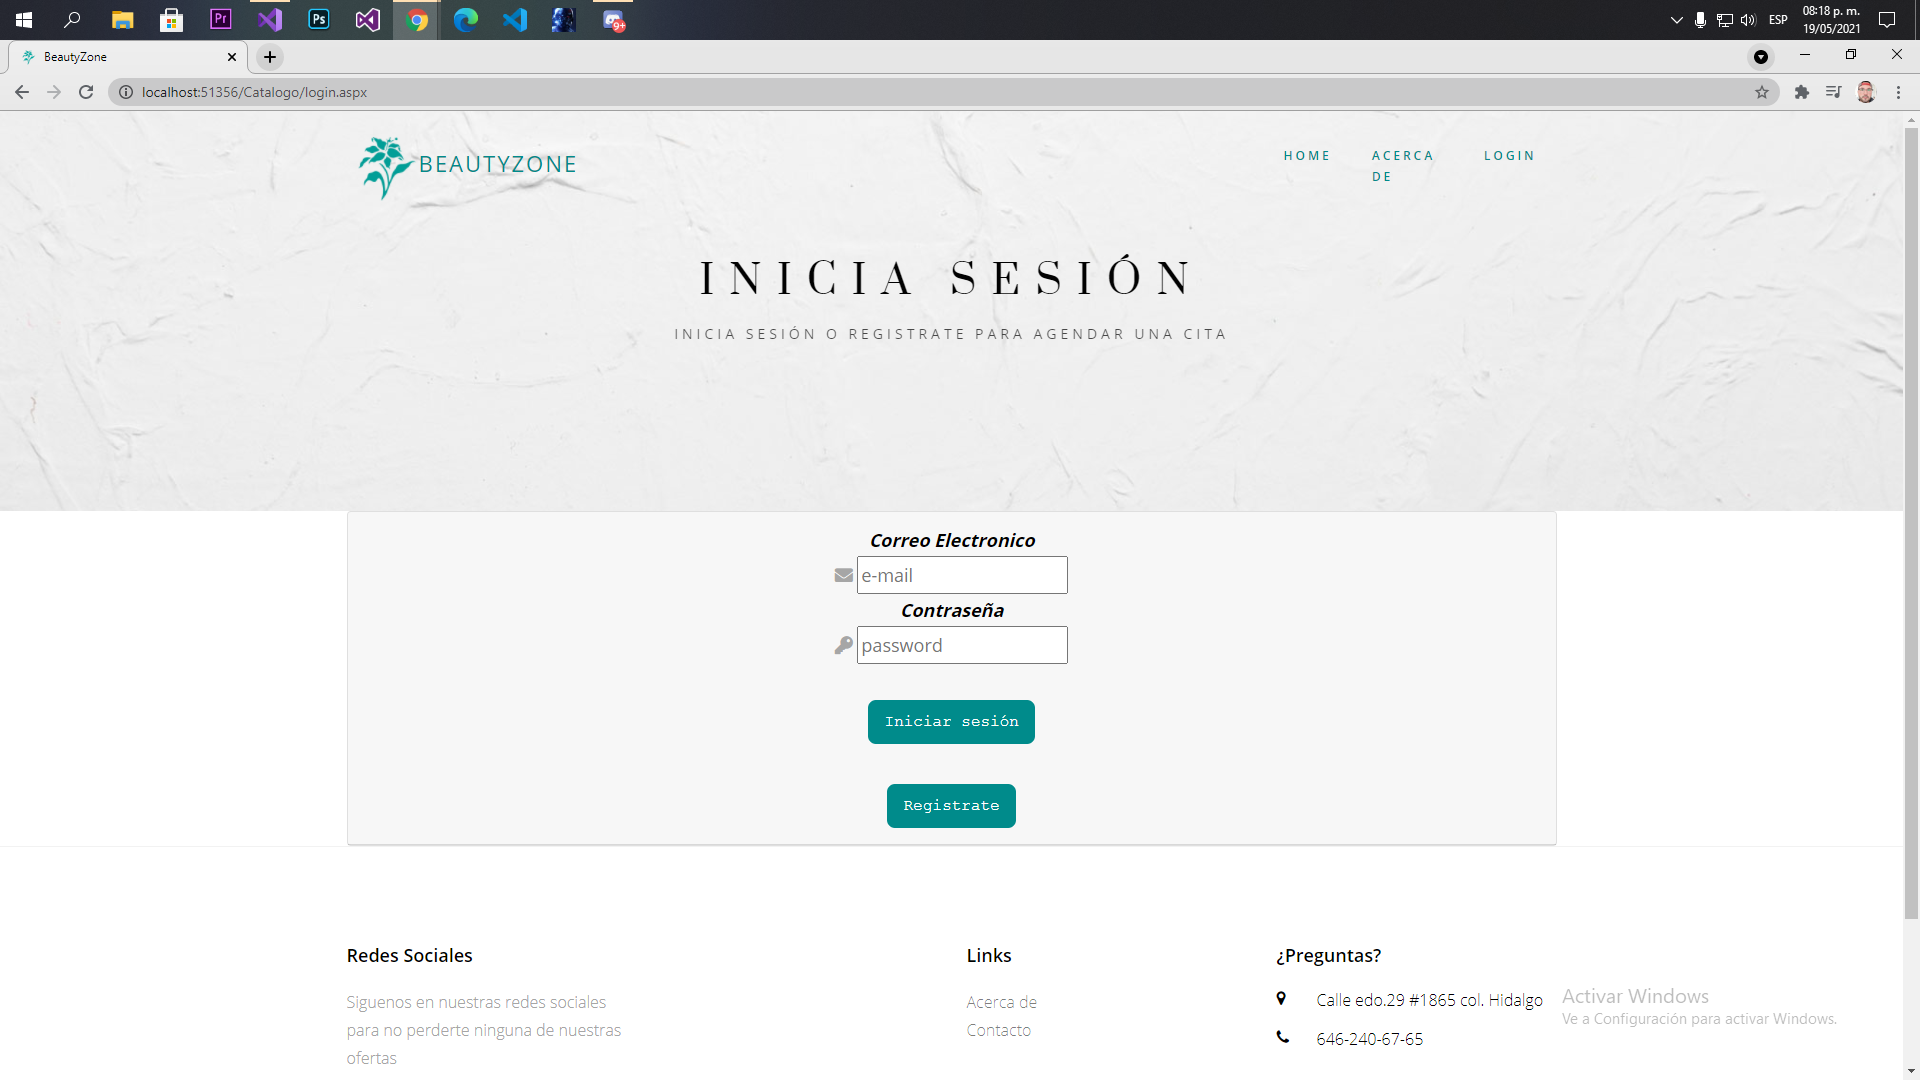 Pr
Ps
9+
ESP
08:18 p. m.
19/05/2021
BeautyZone
localhost:51356/Catalogo/login.aspx
BEAUTYZONE
HOME
ACERCA
DE
LOGIN
INICIA SESIÓN
INICIA SESIÓN O REGISTRATE PARA AGENDAR UNA CITA
Correo Electronico
e-mail
Contraseña
password
Iniciar sesión
Registrate
Redes Sociales
Siguenos en nuestras redes sociales
para no perderte ninguna de nuestras
ofertas
Links
Acerca de
Contacto
¿Preguntas?
Calle edo.29 #1865 col. Hidalgo
646-240-67-65
Activar Windows
Ve a Configuración para activar Windows.